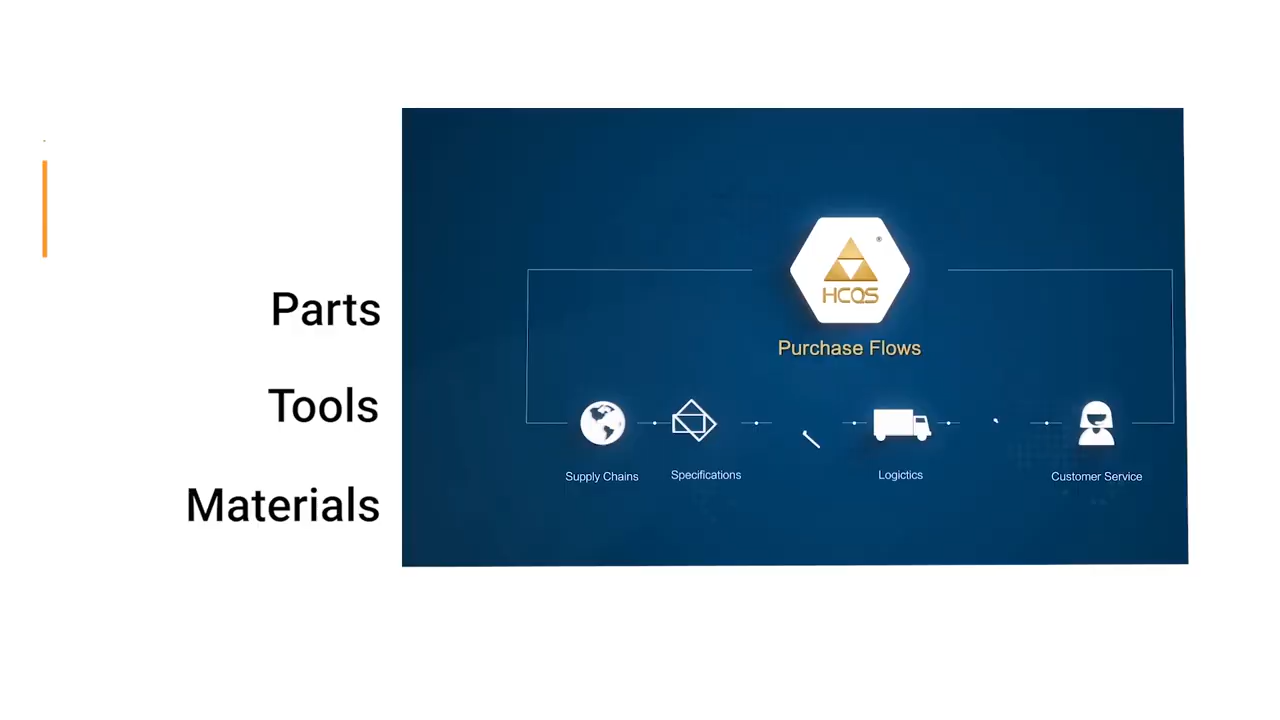 Parts
Tools
Materials
®
HCQS
Purchase Flows
Supply Chains
Specifications
Logictics
Customer Service